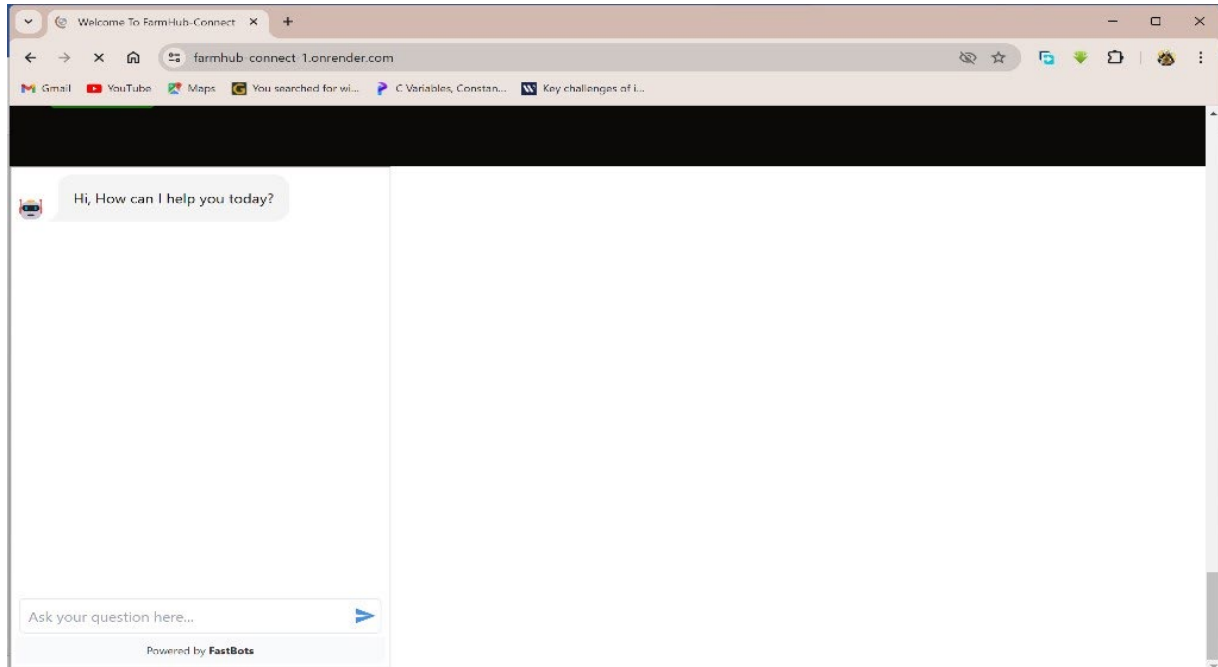 Welcome To FarmHub-Connect
farmhub-connect-1.onrender.com
Gmail YouTube Maps You searched for wi... C Variables, Constan... Key challenges of i...
Hi, How can I help you today?
Ask your question here...
Powered by FastBots